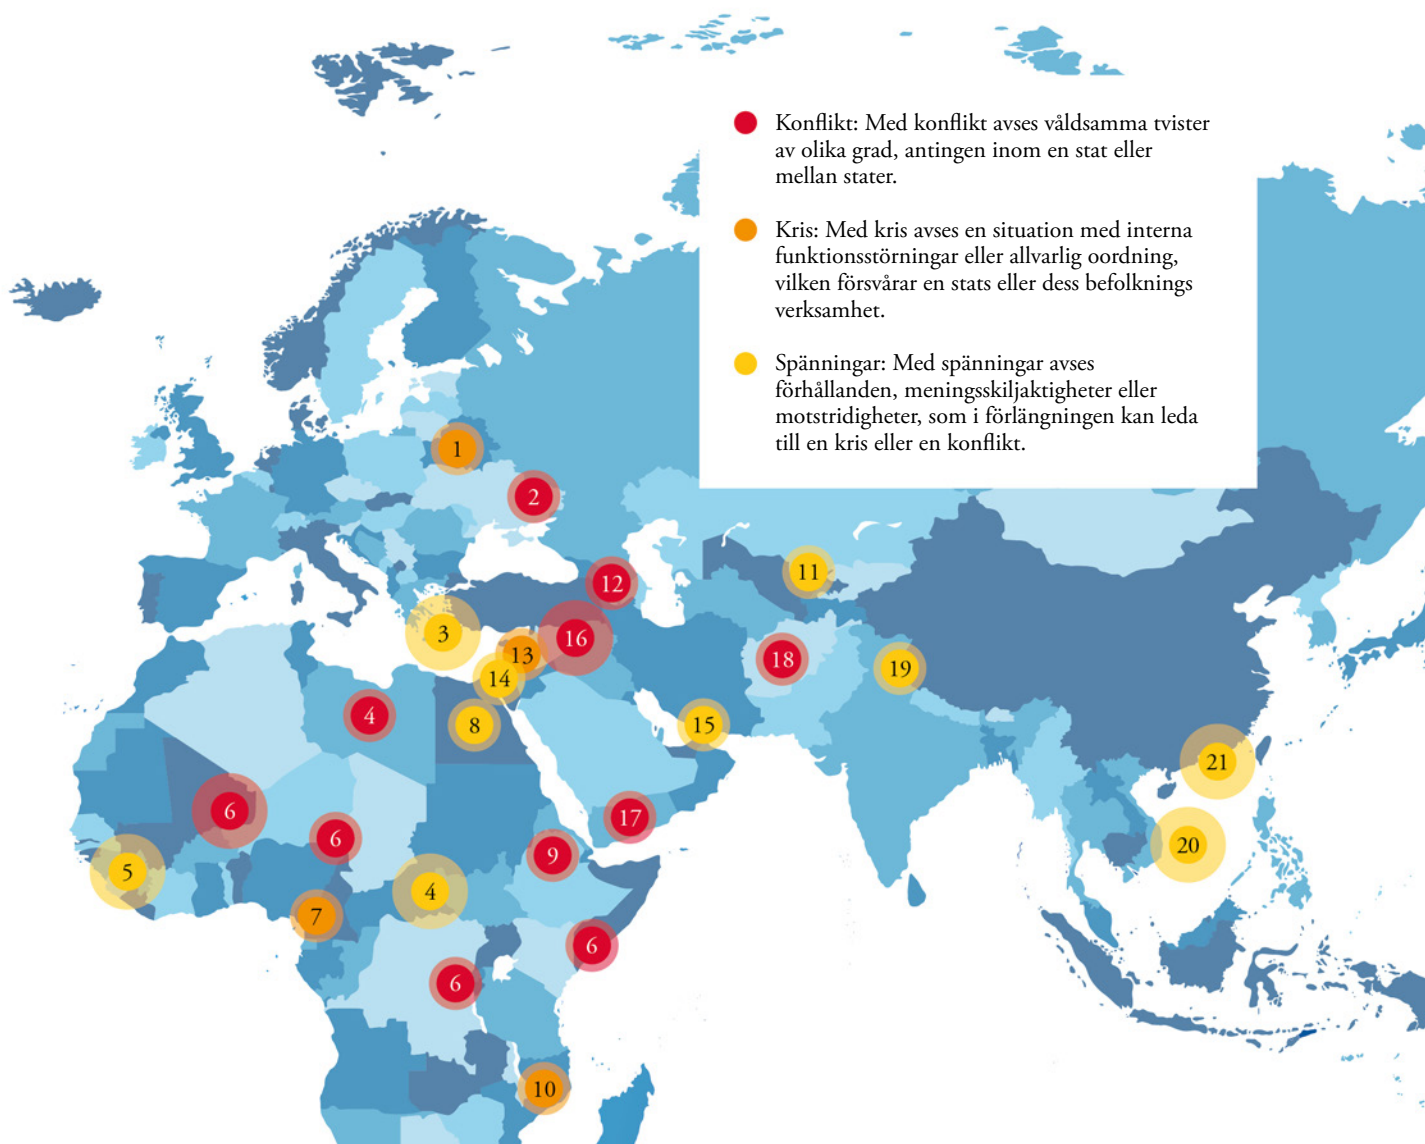 Konflikt: Med konflikt avses våldsamma tvister
av olika grad, antingen inom en stat eller
mellan stater.
Kris: Med kris avses en situation med interna
funktionsstörningar eller allvarlig oordning,
vilken försvårar en stats eller dess befolknings
verksamhet.
Spänningar: Med spänningar avses
förhållanden, meningsskiljaktigheter eller
motstridigheter, som i förlängningen kan leda
till en kris eller en konflikt.
1
2
11
12
3
16
13
14
18
19
4
8
15
21
6
17
6
20
9
5
4
7
6
6
10